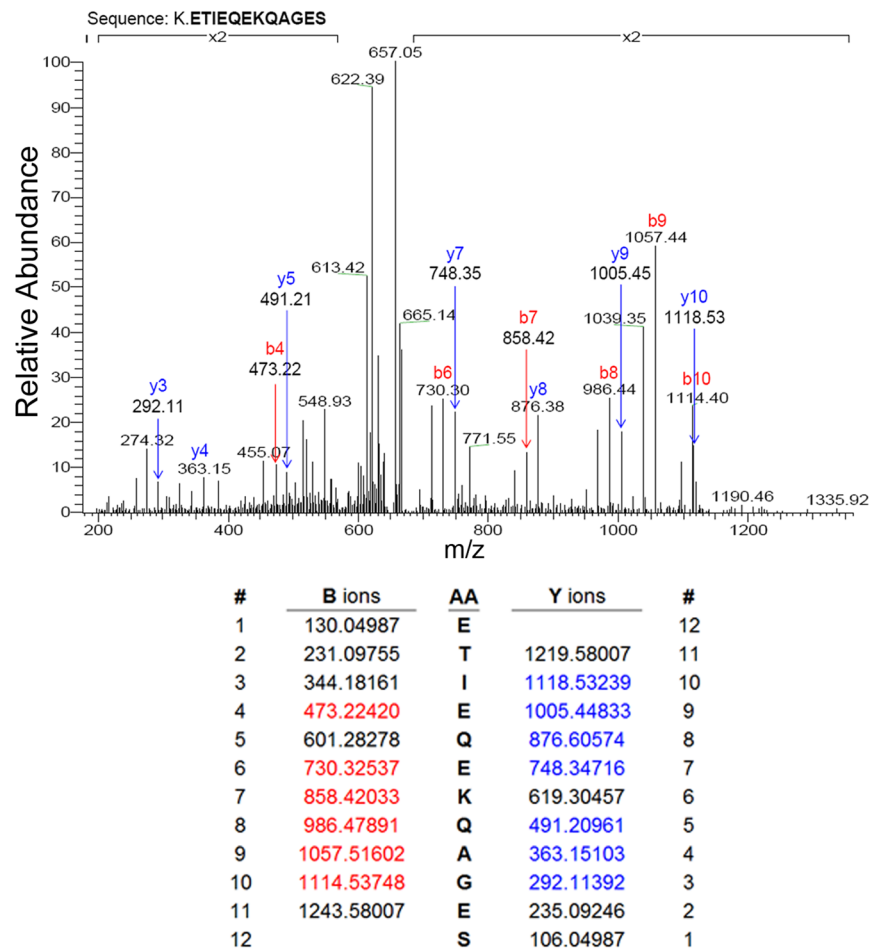 Sequence: K.ETIEQEKQAGES
x2 x2
657.05
622.39
613.42
665.14
b9
1057.44
y7
748.35
y9
1005.45
y5
491.21
y10
1118.53
1039.35
b7
858.42
b4
473.22
y3
292.11
b6
730.30
b8
986.44
b10
1114.40
y8
876.38
548.93
274.32
y4
363.15
455.07
771.55
1190.46
1335.92
Relative Abundance
100
90
80
70
60
50
40
30
20
10
0
200 400 600 800 1000 1200
m/z
# B ions AA Y ions #
1 130.04987 E 12
2 231.09755 T 1219.58007 11
3 344.18161 I 1118.53239 10
4 473.22420 E 1005.44833 9
5 601.28278 Q 876.60574 8
6 730.32537 E 748.34716 7
7 858.42033 K 619.30457 6
8 986.47891 Q 491.20961 5
9 1057.51602 A 363.15103 4
10 1114.53748 G 292.11392 3
11 1243.58007 E 235.09246 2
12 S 106.04987 1